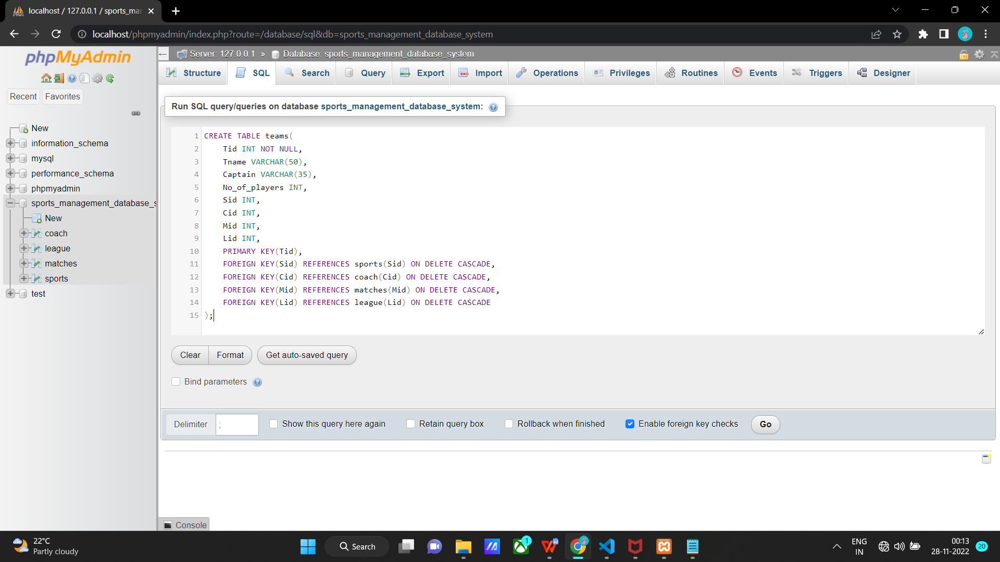 localhost / 127.0.0.1 / sports_mar
localhost/phpmyadmin/index.php?route=/database/sql&db=sports_management_database_system
phpMyAdmin
Recent Favorites
New
information_schema
mysql
performance_schema
phpmyadmin
sports_management_database_s
New
coach
league
matches
sports
test
Server: 127.0.0.1 » Database: sports_management_database_system
Structure SQL Search Query Export Import Operations Privileges Routines Events Triggers Designer
Run SQL query/queries on database sports_management_database_system:
1 CREATE TABLE teams(
2 Tid INT NOT NULL,
3 Tname VARCHAR(50),
4 Captain VARCHAR(35),
5 No_of_players INT,
6 Sid INT,
7 Cid INT,
8 Mid INT,
9 Lid INT,
10 PRIMARY KEY(Tid),
11 FOREIGN KEY(Sid) REFERENCES sports(Sid) ON DELETE CASCADE,
12 FOREIGN KEY(Cid) REFERENCES coach(Cid) ON DELETE CASCADE,
13 FOREIGN KEY(Mid) REFERENCES matches(Mid) ON DELETE CASCADE,
14 FOREIGN KEY(Lid) REFERENCES league(Lid) ON DELETE CASCADE
15 );
Clear Format Get auto-saved query
Bind parameters
Delimiter ; Show this query here again Retain query box Rollback when finished Enable foreign key checks Go
Console
22°C
Partly cloudy
Search
1
ENG
IN
00:13
28-11-2022
20